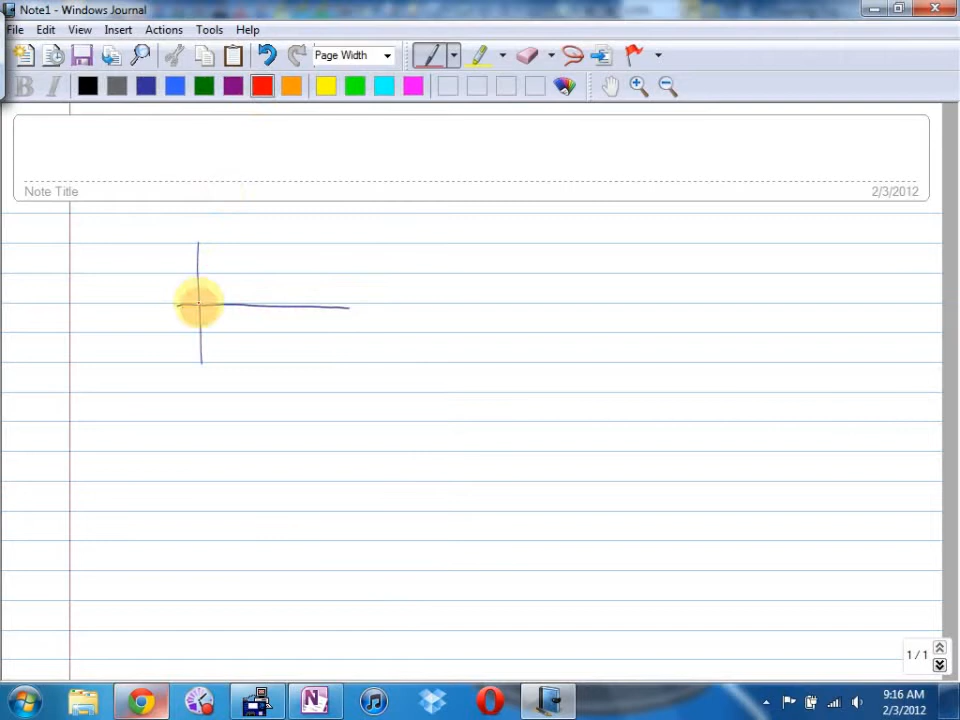 Note1 - Windows Journal
File Edit View Insert Actions Tools Help
Page Width
B I
Note Title 2/3/2012
1 / 1
N
9:16 AM
2/3/2012